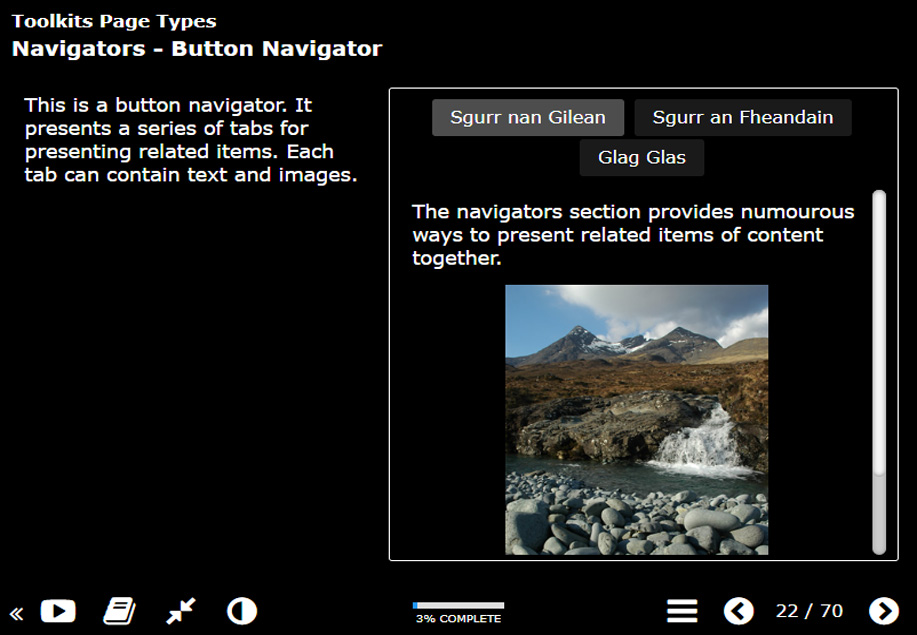 Toolkits Page Types
Navigators - Button Navigator
This is a button navigator. It
presents a series of tabs for
presenting related items. Each
tab can contain text and images.
Sgurr nan Gilean
Sgurr an Fheandain
Glag Glas
The navigators section provides numourous
ways to present related items of content
together.
3% COMPLETE
22 / 70